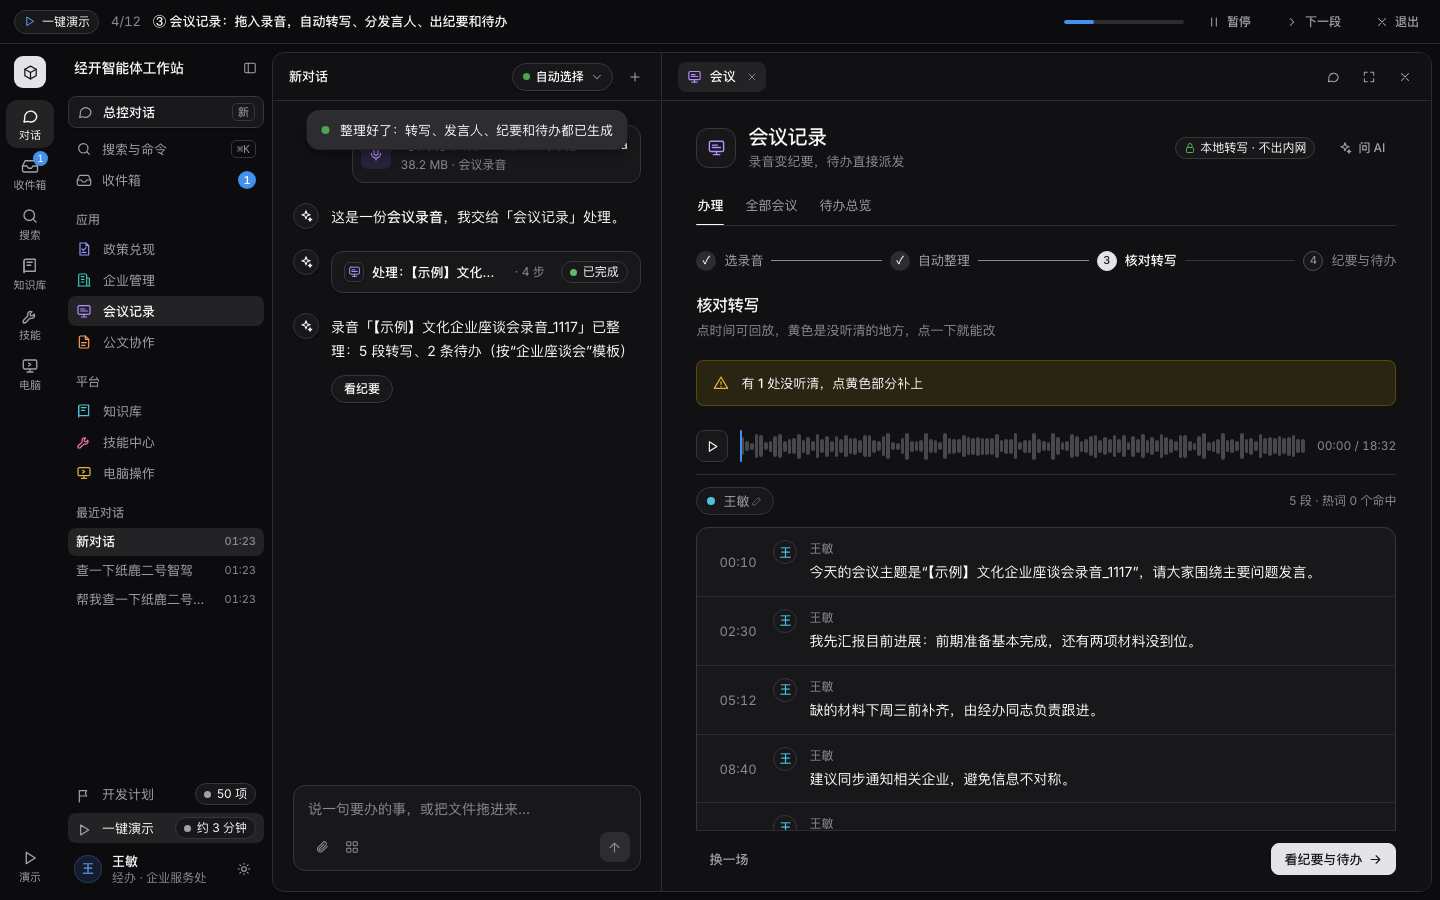 一键演示
4/12
③ 会议记录：拖入录音，自动转写、分发言人、出纪要和待办
暂停
下一段
退出
对话
1
收件箱
搜索
知识库
技能
电脑
演示
经开智能体工作站
总控对话
新
搜索与命令
⌘K
收件箱
1
应用
政策兑现
企业管理
会议记录
公文协作
平台
知识库
技能中心
电脑操作
最近对话
新对话
01:23
查一下纸鹿二号智驾
01:23
帮我查一下纸鹿二号...
01:23
开发计划
50 项
一键演示
约 3 分钟
王
王敏
经办 · 企业服务处
新对话
自动选择
整理好了：转写、发言人、纪要和待办都已生成
38.2 MB · 会议录音
这是一份会议录音，我交给「会议记录」处理。
处理：【示例】文化...
· 4 步
已完成
录音「【示例】文化企业座谈会录音_1117」已整
理：5 段转写、2 条待办（按“企业座谈会”模板）
看纪要
说一句要办的事，或把文件拖进来...
会议
会议记录
录音变纪要，待办直接派发
本地转写 · 不出内网
问 AI
办理
全部会议
待办总览
选录音
自动整理
3
核对转写
4
纪要与待办
核对转写
点时间可回放，黄色是没听清的地方，点一下就能改
有 1 处没听清，点黄色部分补上
00:00 / 18:32
王敏
5 段 · 热词 0 个命中
00:10
王
王敏
今天的会议主题是“【示例】文化企业座谈会录音_1117”，请大家围绕主要问题发言。
02:30
王
王敏
我先汇报目前进展：前期准备基本完成，还有两项材料没到位。
05:12
王
王敏
缺的材料下周三前补齐，由经办同志负责跟进。
08:40
王
王敏
建议同步通知相关企业，避免信息不对称。
王
王敏
换一场
看纪要与待办 →